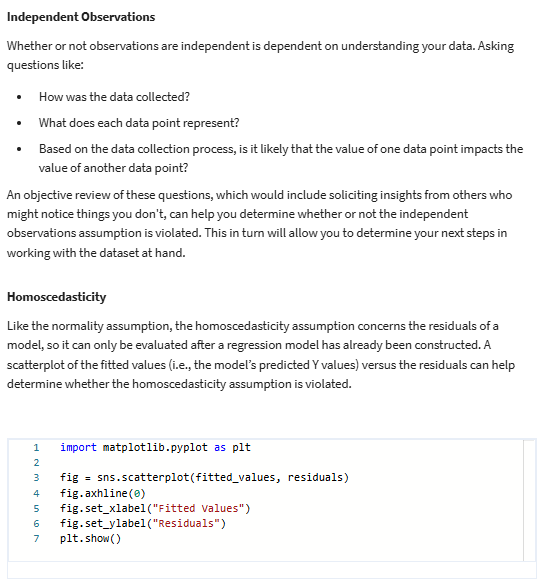 Independent Observations
Whether or not observations are independent is dependent on understanding your data. Asking
questions like:
• How was the data collected?
• What does each data point represent?
• Based on the data collection process, is it likely that the value of one data point impacts the
value of another data point?
An objective review of these questions, which would include soliciting insights from others who
might notice things you don't, can help you determine whether or not the independent
observations assumption is violated. This in turn will allow you to determine your next steps in
working with the dataset at hand.
Homoscedasticity
Like the normality assumption, the homoscedasticity assumption concerns the residuals of a
model, so it can only be evaluated after a regression model has already been constructed. A
scatterplot of the fitted values (i.e., the model’s predicted Y values) versus the residuals can help
determine whether the homoscedasticity assumption is violated.
1 import matplotlib.pyplot as plt
2
3 fig = sns.scatterplot(fitted_values, residuals)
4 fig.axhline(0)
5 fig.set_xlabel("Fitted Values")
6 fig.set_ylabel("Residuals")
7 plt.show()